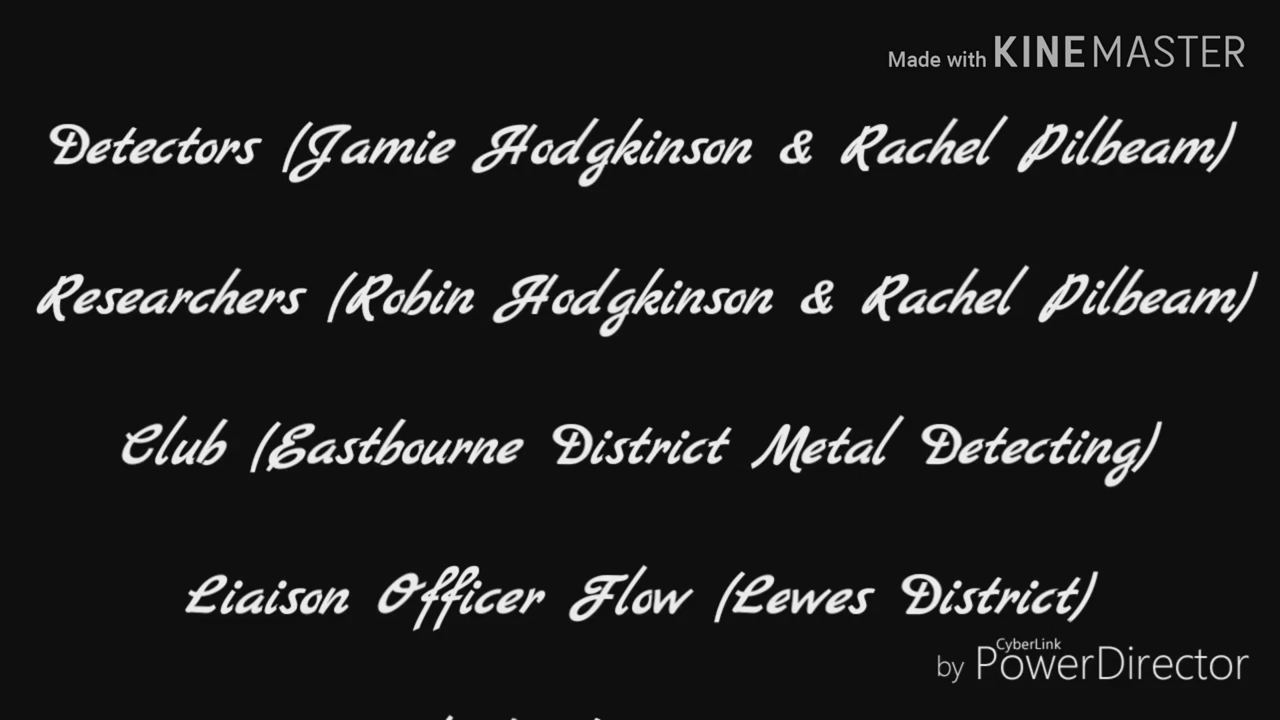 Made with KINEMASTER
Detectors (Jamie Hodgkinson & Rachel Pilbeam)
Researchers (Robin Hodgkinson & Rachel Pilbeam)
Club (Eastbourne District Metal Detecting)
Liaison Officer Flow (Lewes District)
CyberLink
by PowerDirector